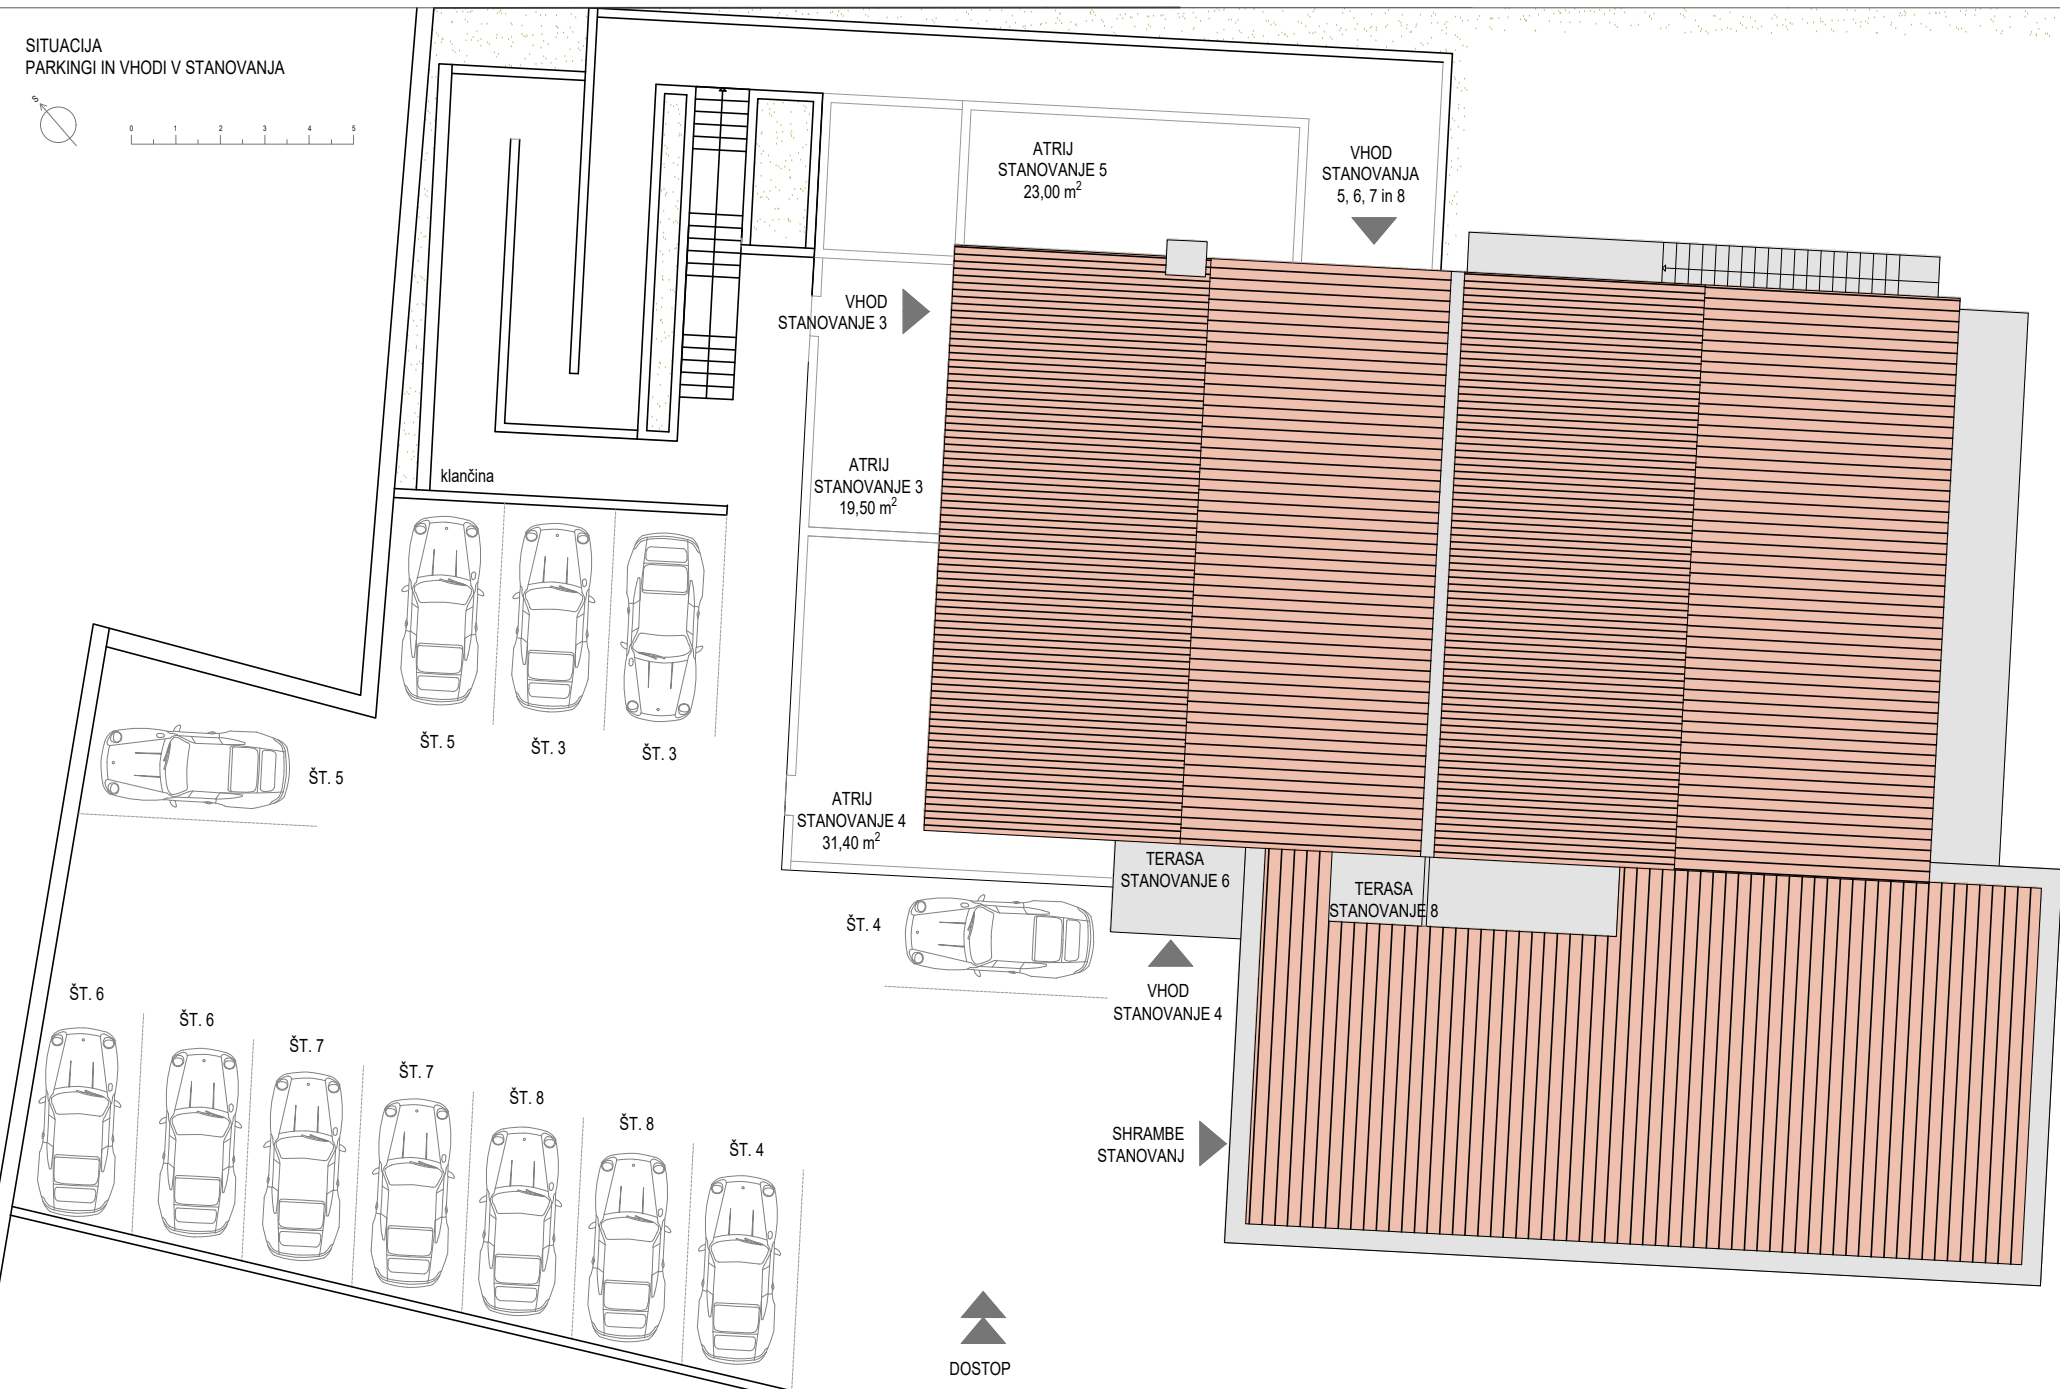 SITUACIJA
PARKINGI IN VHODI V STANOVANJA
S
0 1 2 3 4 5
ATRIJ
STANOVANJE 5
23,00 m²
VHOD
STANOVANJA
5, 6, 7 in 8
VHOD
STANOVANJE 3
ATRIJ
STANOVANJE 3
19,50 m²
klančina
ŠT. 5
ŠT. 3
ŠT. 3
ŠT. 5
ATRIJ
STANOVANJE 4
31,40 m²
TERASA
STANOVANJE 6
TERASA
STANOVANJE 8
ŠT. 4
VHOD
STANOVANJE 4
ŠT. 6
ŠT. 6
ŠT. 7
ŠT. 7
ŠT. 8
ŠT. 8
ŠT. 4
SHRAMBE
STANOVANJ
DOSTOP